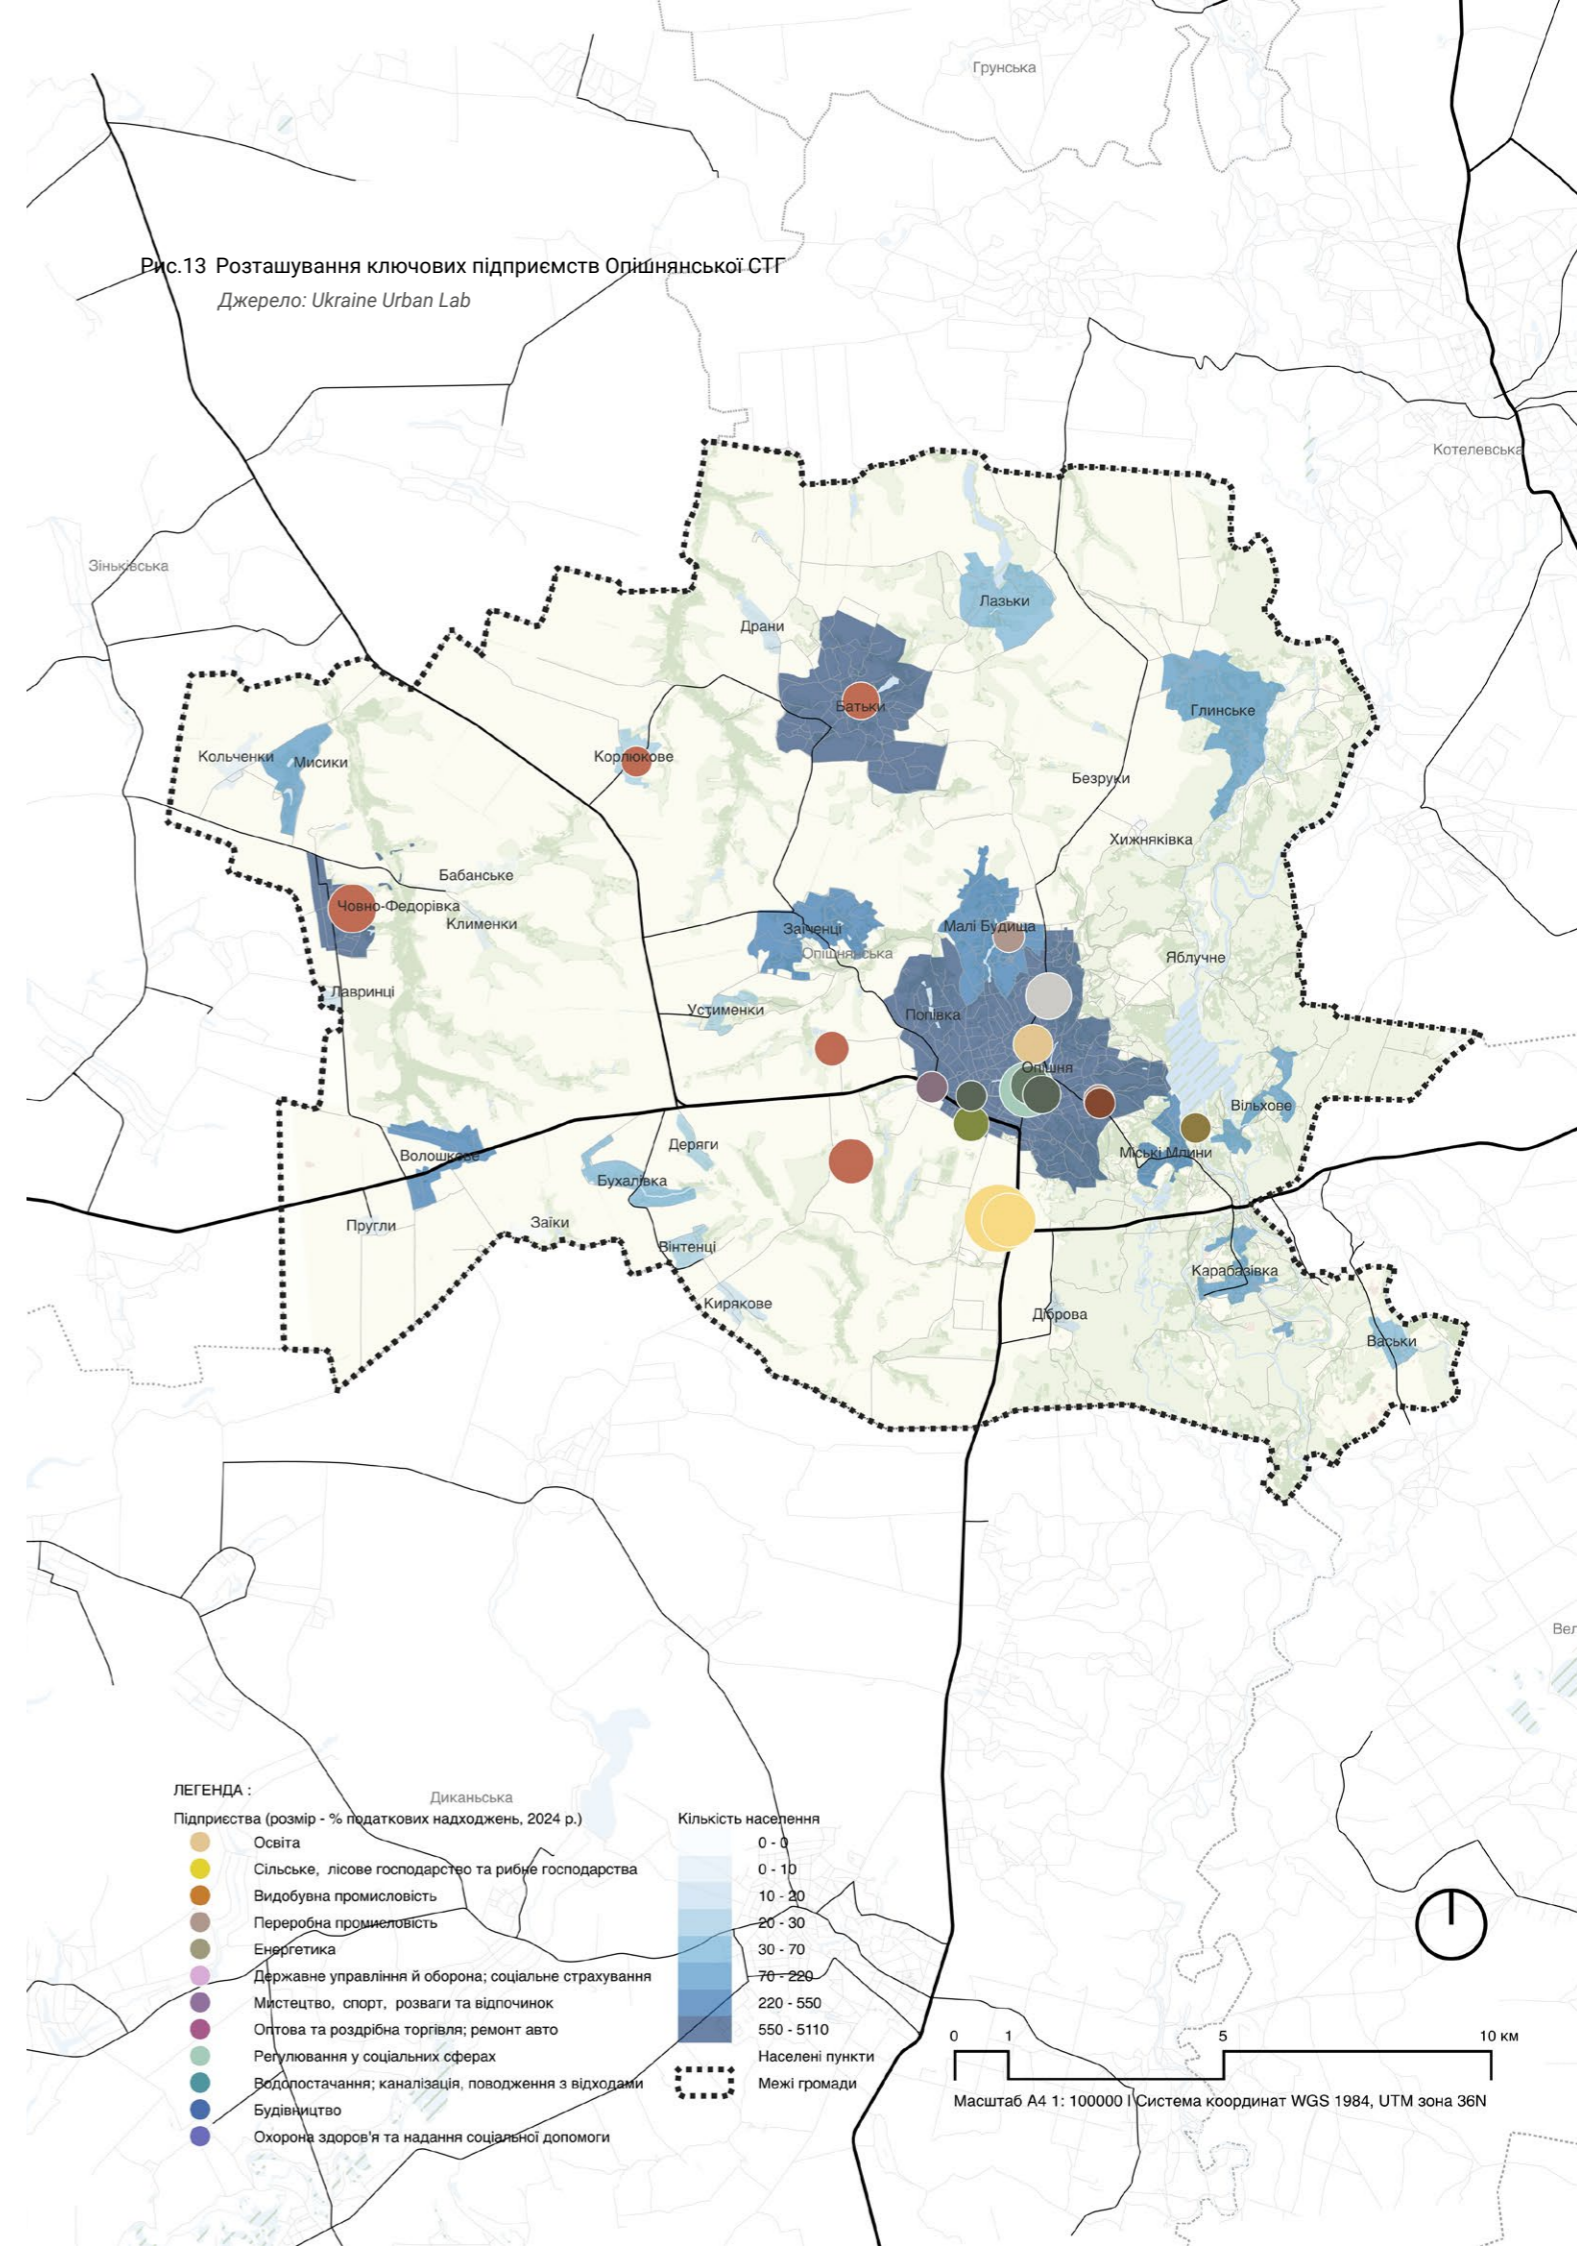 Грунська
Рис.13 Розташування ключових підприємств Опішнянської СТГ
Джерело: Ukraine Urban Lab
Котелевська
Зіньківська
Лазьки
Драни
Батьки
Глинське
Кольченки
Мисики
Корлюкове
Безруки
Хижняківка
Бабанське
Човно-Федорівка
Клименки
Заїченці
Малі Будища
Опішнянська
Яблучне
Лавринці
Устименки
Попівка
Опішня
Вільхове
Деряги
Волошкове
Міські Млини
Бухалівка
Пругли
Заїки
Вінтенці
Карабазівка
Кирякове
Діброва
Васьки
Вел
ЛЕГЕНДА :
Диканська
Підприєства (розмір - % податкових надходжень, 2024 р.)
Освіта
Сільське, лісове господарство та рибне господарства
Видобувна промисловість
Переробна промисловість
Енергетика
Державне управління й оборона; соціальне страхування
Мистецтво, спорт, розваги та відпочинок
Оптова та роздрібна торгівля; ремонт авто
Регулювання у соціальних сферах
Водопостачання; каналізація, поводження з відходами
Будівництво
Охорона здоров'я та надання соціальної допомоги
Кількість населення
0 - 0
0 - 10
10 - 20
20 - 30
30 - 70
70 - 220
220 - 550
550 - 5110
Населені пункти
Межі громади
0 1 5 10 км
Масштаб А4 1: 100000 | Система координат WGS 1984, UTM зона 36N